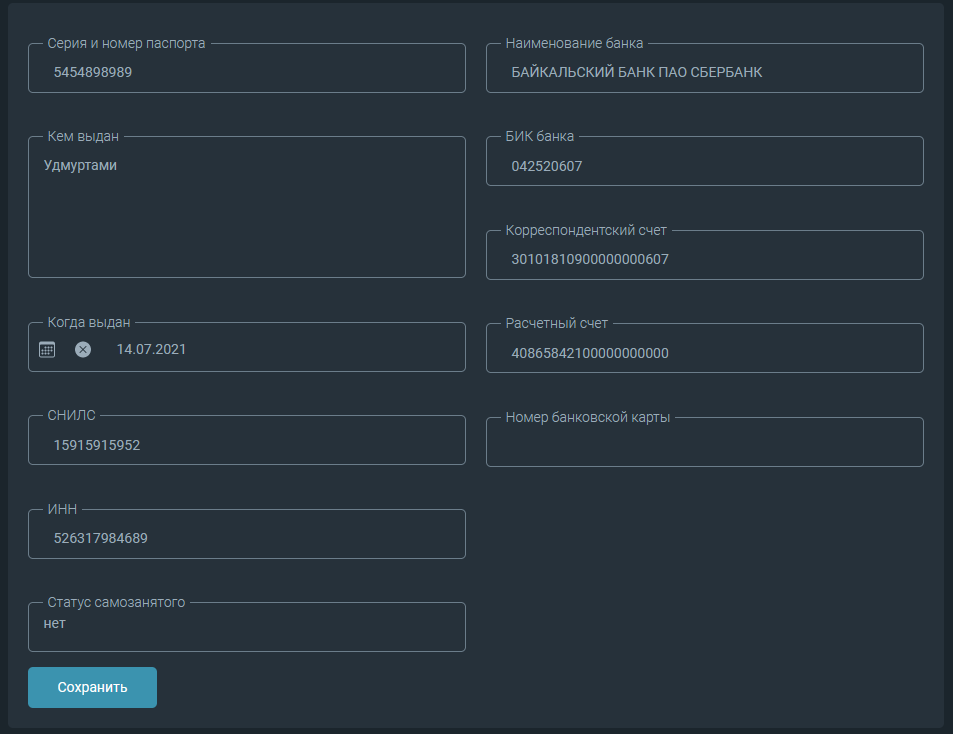 Серия и номер паспорта
5454898989
Кем выдан
Удмуртами
Когда выдан
14.07.2021
СНИЛС
15915915952
ИНН
526317984689
Статус самозанятого
нет
Сохранить
Наименование банка
БАЙКАЛЬСКИЙ БАНК ПАО СБЕРБАНК
БИК банка
042520607
Корреспондентский счет
30101810900000000607
Расчетный счет
40865842100000000000
Номер банковской карты